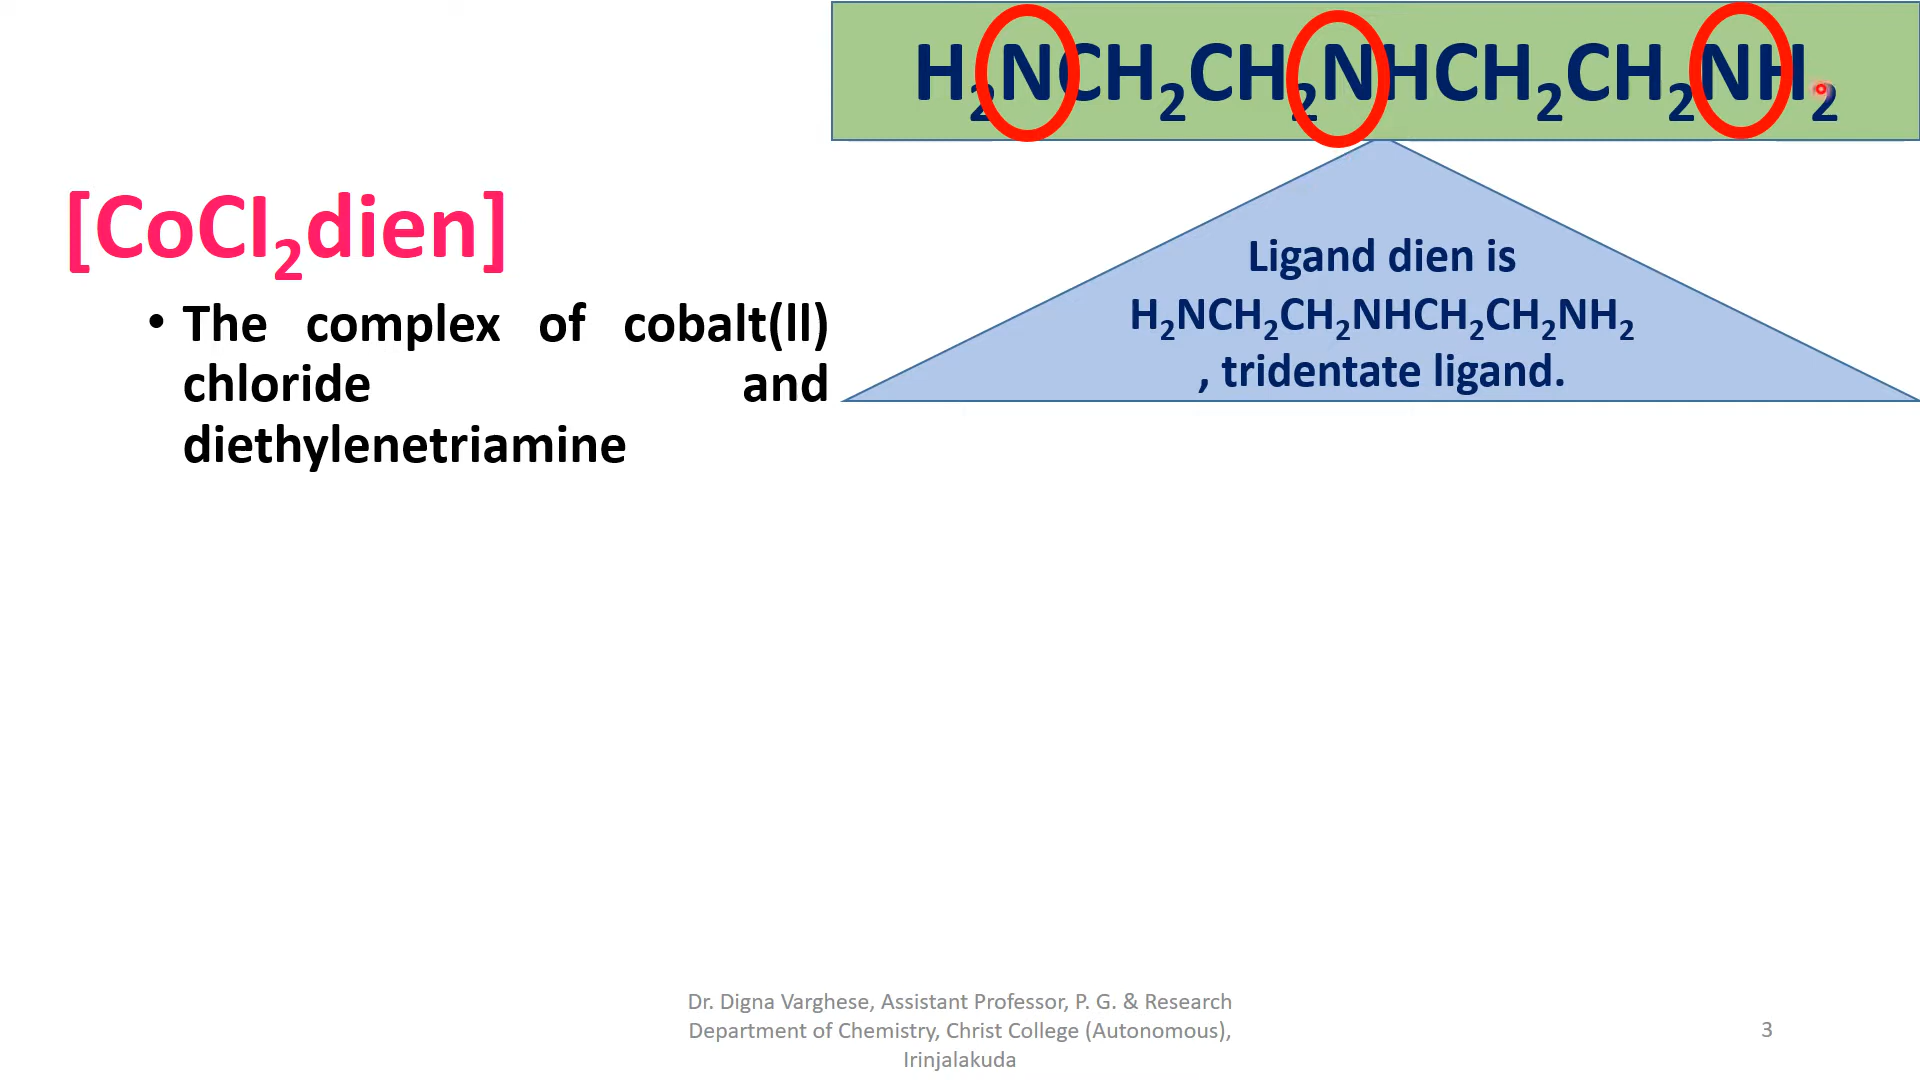 H₂NCH₂CH₂NHCH₂CH₂NH₂
[CoCl₂dien]
• The complex of cobalt(ll)
chloride and
diethylenetriamine
Ligand dien is
H₂NCH₂CH₂NHCH₂CH₂NH₂
, tridentate ligand.
Dr. Digna Varghese, Assistant Professor, P. G. & Research
Department of Chemistry, Christ College (Autonomous),
Irinjalakuda
3